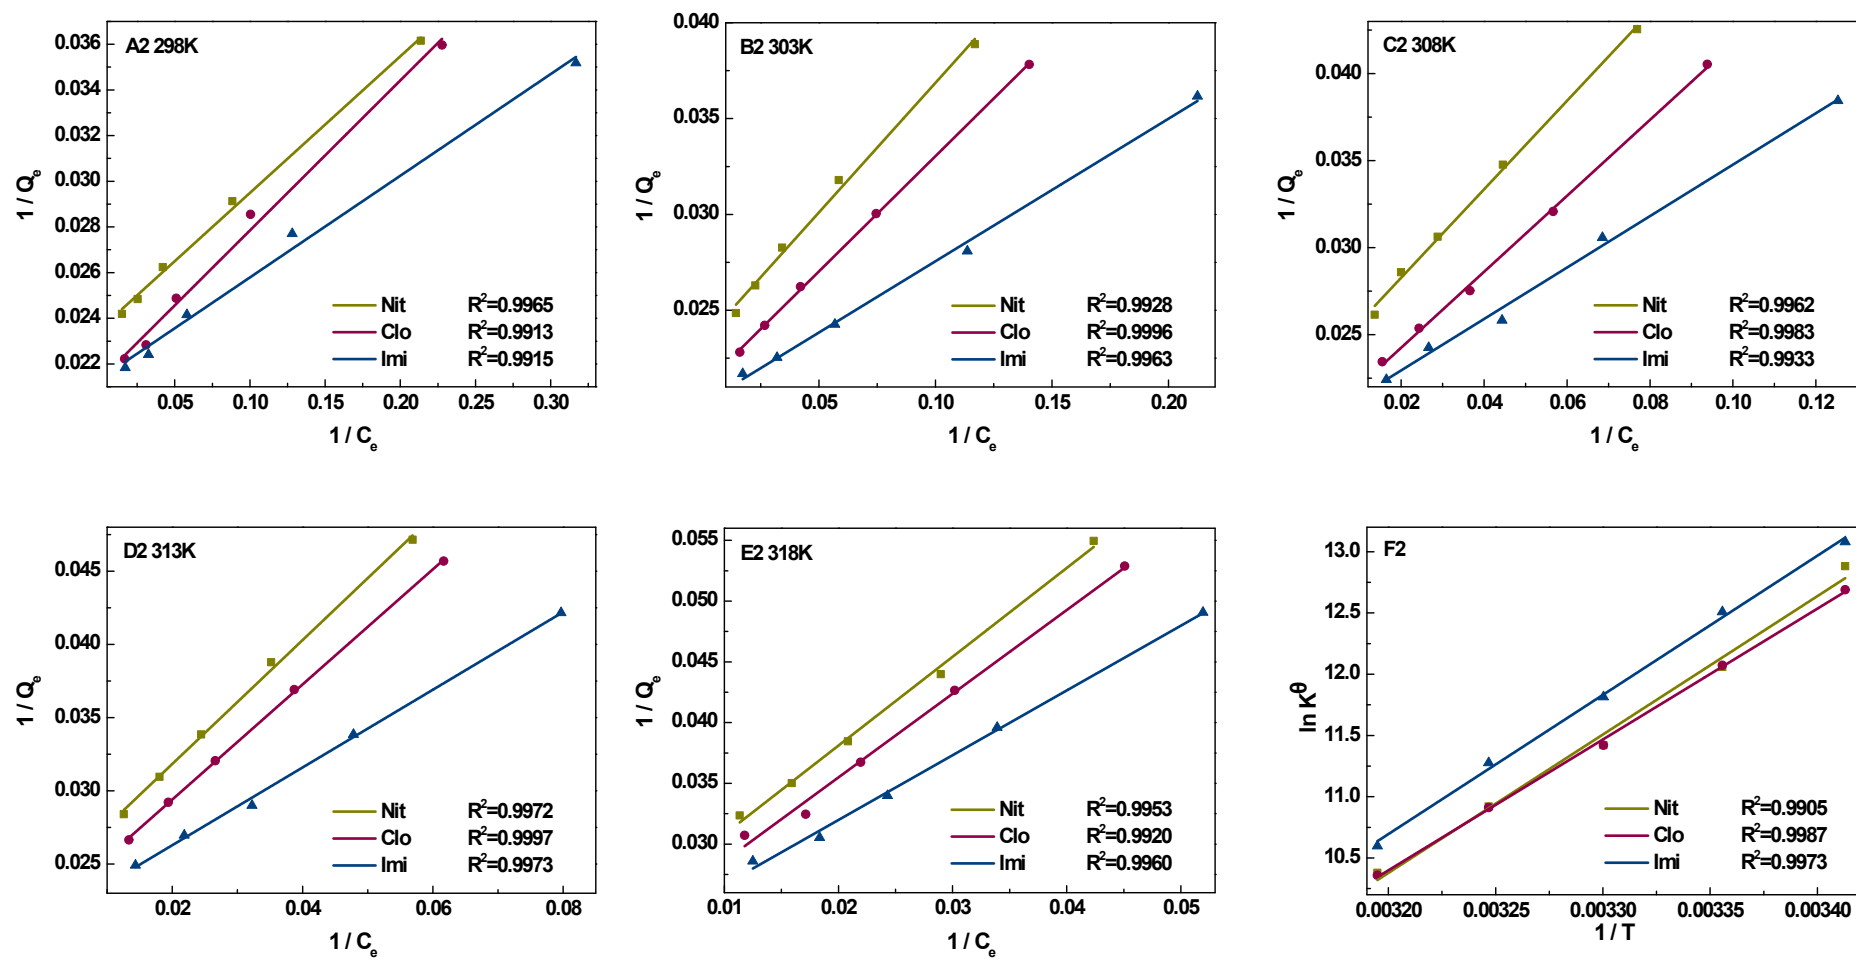 A2 298K
0.036
0.034
0.032
0.030
0.028
0.026
0.024
0.022
1 / Qe
Nit R2=0.9965
Clo R2=0.9913
Imi R2=0.9915
0.05 0.10 0.15 0.20 0.25 0.30
1 / Ce
B2 303K
0.040
0.035
0.030
0.025
1 / Qe
Nit R2=0.9928
Clo R2=0.9996
Imi R2=0.9963
0.05 0.10 0.15 0.20
1 / Ce
C2 308K
0.040
0.035
0.030
0.025
1 / Qe
Nit R2=0.9962
Clo R2=0.9983
Imi R2=0.9933
0.02 0.04 0.06 0.08 0.10 0.12
1 / Ce
D2 313K
0.045
0.040
0.035
0.030
0.025
1 / Qe
Nit R2=0.9972
Clo R2=0.9997
Imi R2=0.9973
0.02 0.04 0.06 0.08
1 / Ce
E2 318K
0.055
0.050
0.045
0.040
0.035
0.030
1 / Qe
Nit R2=0.9953
Clo R2=0.9920
Imi R2=0.9960
0.01 0.02 0.03 0.04 0.05
1 / Ce
F2
13.0
12.5
12.0
11.5
11.0
10.5
ln Kθ
Nit R2=0.9905
Clo R2=0.9987
Imi R2=0.9973
0.00320 0.00325 0.00330 0.00335 0.00340
1 / T